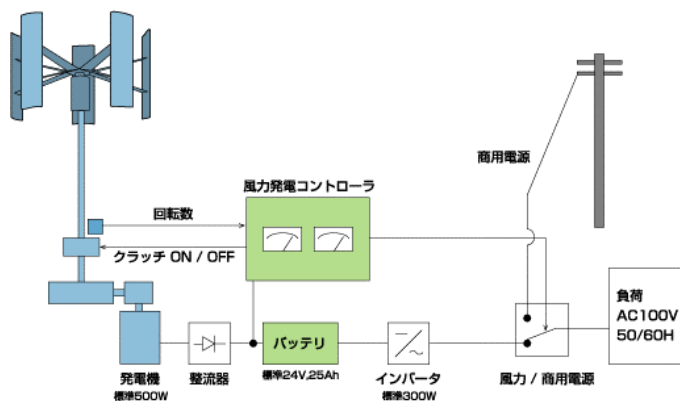 商用電源
風力発電コントローラ
回転数
クラッチ ON / OFF
負荷
AC100V
50/60H
バッテリ
発電機
標準500W
整流器
標準24V,25Ah
インバータ
標準300W
風力 / 商用電源